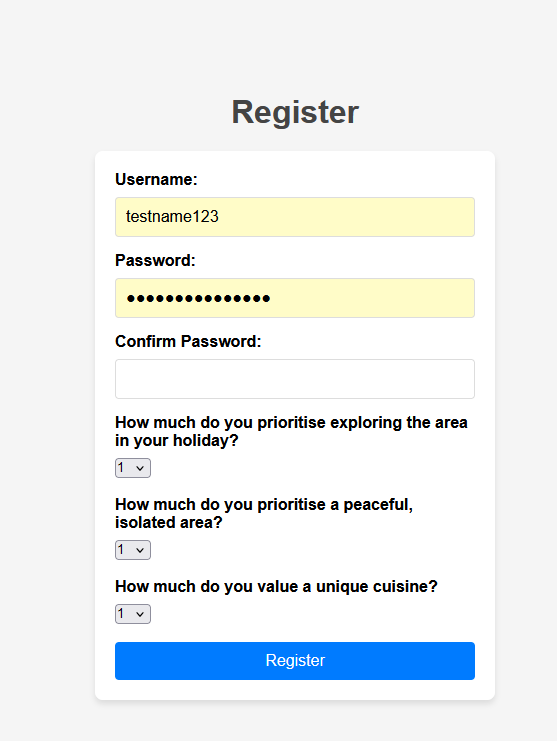 Register
Username:
testname123
Password:
•••••••••••••••
Confirm Password:
How much do you prioritise exploring the area
in your holiday?
1
How much do you prioritise a peaceful,
isolated area?
1
How much do you value a unique cuisine?
1
Register